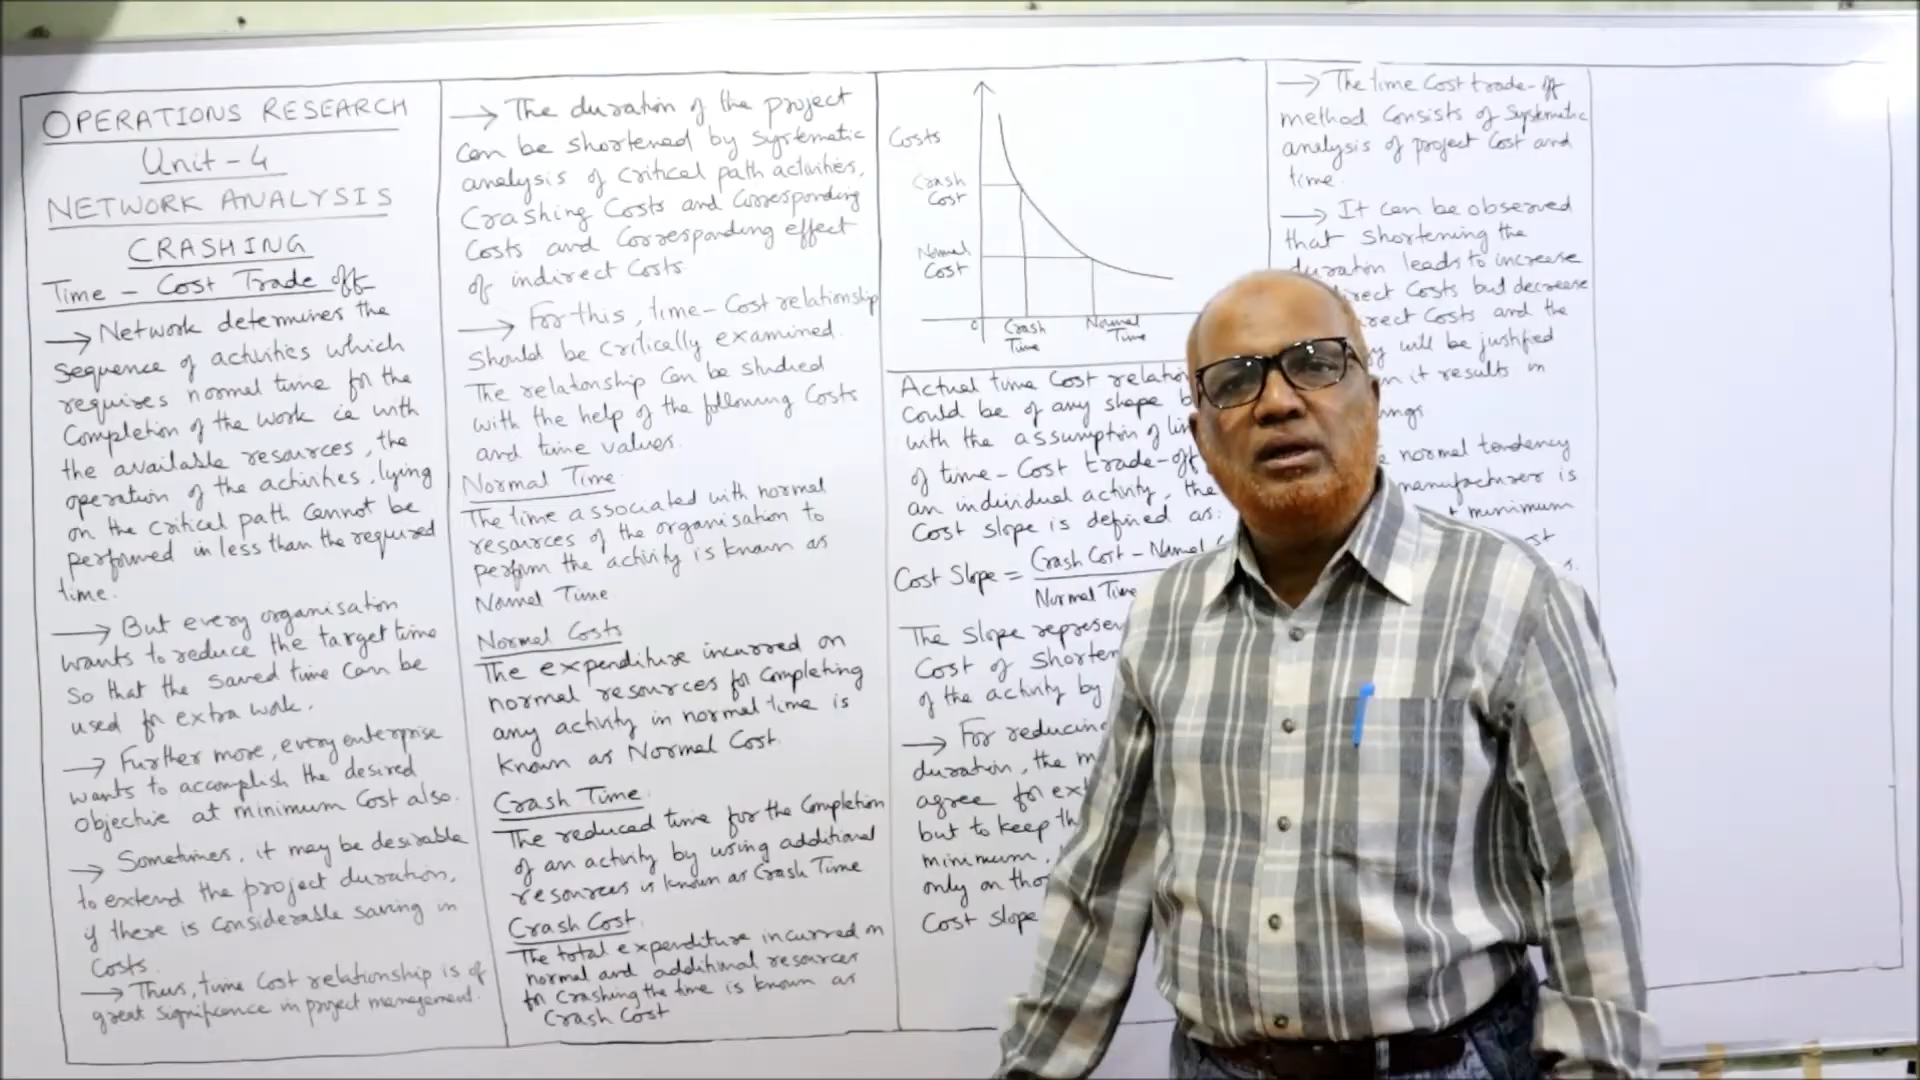 OPERATIONS RESEARCH
Unit-4
NETWORK ANALYSIS
CRASHING
Time - Cost Trade off
→ Network determines the
sequence of activities which
requires normal time for the
Completion of the work ie with
the available resources, the
operation of the activities, lying
on the critical path cannot be
performed in less than the required
time.
→ But every organisation
wants to reduce the target time
so that the saved time can be
used for extra work.
→ Further more, every enterprise
wants to accomplish the desired
objective at minimum cost also.
→ Sometimes, it may be desirable
to extend the project duration,
if there is considerable saving in
Costs.
→ Thus, time cost relationship is of
great significance in project management.
→ The duration of the project
can be shortened by systematic
analysis of critical path activities,
Crashing Costs and Corresponding
Costs and Corresponding effect
of indirect costs.
→ For this, time-cost relationship
should be critically examined.
The relationship can be studied
with the help of the following Costs
and time values.
Normal Time
The time associated with normal
resources of the organisation to
perform the activity is known as
Normal Time
Normal Costs
The expenditure incurred on
normal resources for completing
any activity in normal time is
known as Normal Cost.
Crash Time
The reduced time for the Completion
of an activity by using additional
resources is known as Crash Time
Crash Cost.
The total expenditure incurred on
normal and additional resources
for crashing the time is known as
Crash Cost
Costs
Crash
Cost
Normal
Cost
0
Crash
Time
Normal
Time
Actual time cost relation
Could be of any shape b
with the assumption of lin
of time-cost trade-off
an individual activity, the
Cost slope is defined as:
Cost Slope = Crash Cost - Normal
Normal Time
The slope represen
Cost of shorten
of the activity by
→ For reducing
duration, the m
agree for ext
but to keep th
minimum,
only on tho
Cost slope
→ The time cost trade-off
method consists of systematic
analysis of project cost and
time.
→ It can be observed
that shortening the
duration leads to increase
direct costs but decrease
irect costs and the
y will be justified
n it results in
ings
e normal tendency
manufacturer is
t minimum
st
s.